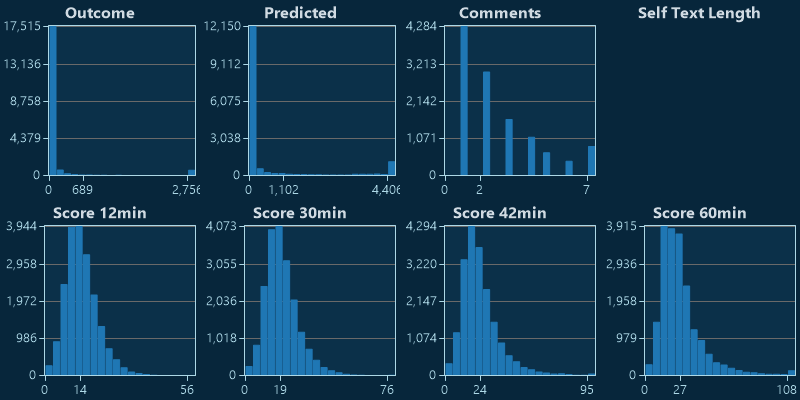 Outcome
17,515
13,136
8,758
4,379
0
0 689 2,756
Predicted
12,150
9,112
6,075
3,038
0
0 1,102 4,406
Comments
4,284
3,213
2,142
1,071
0
0 2 7
Self Text Length
Score 12min
3,944
2,958
1,972
986
0
0 14 56
Score 30min
4,073
3,055
2,036
1,018
0
0 19 76
Score 42min
4,294
3,220
2,147
1,074
0
0 24 95
Score 60min
3,915
2,936
1,958
979
0
0 27 108